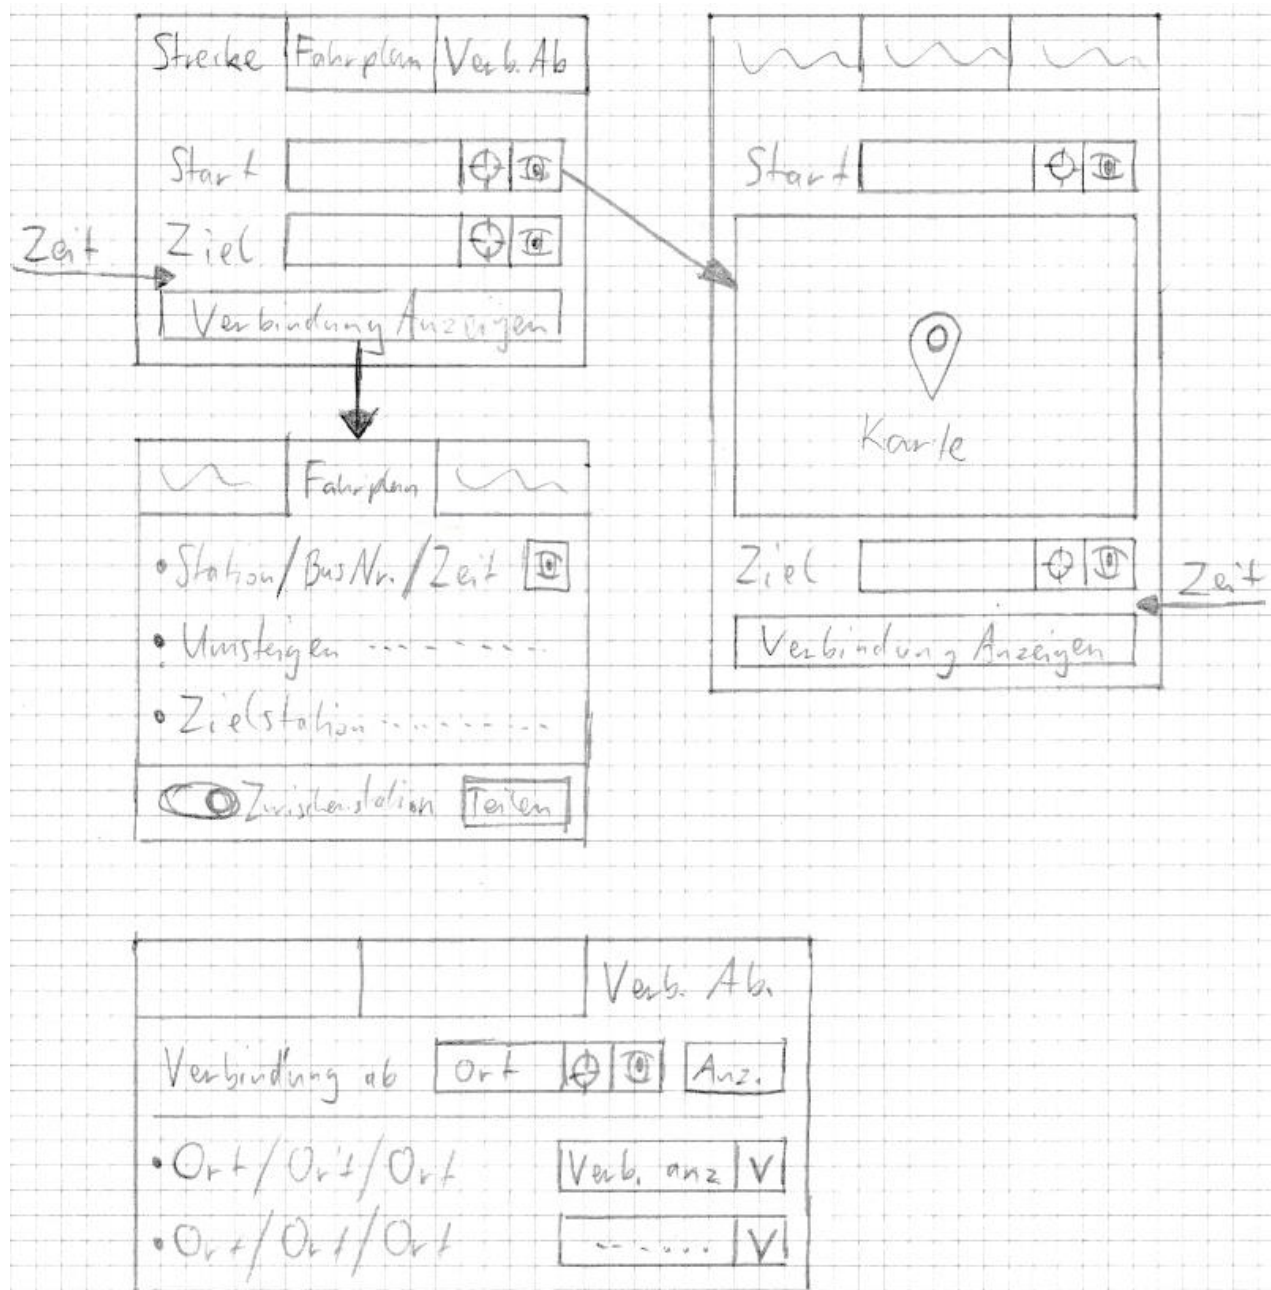 Strecke Fahrplan Verb. Ab
Start
Ziel
Zeit
Verbindung Anzeigen
Start
Karte
Ziel
Zeit
Verbindung Anzeigen
Fahrplan
• Station/Bus Nr./Zeit
• Umsteigen
• Zielstation
Zwischenstation Teilen
Verb. Ab.
Verbindung ab Ort Anz.
• Ort/Ort/Ort Verb. anz V
• Ort/Ort/Ort V